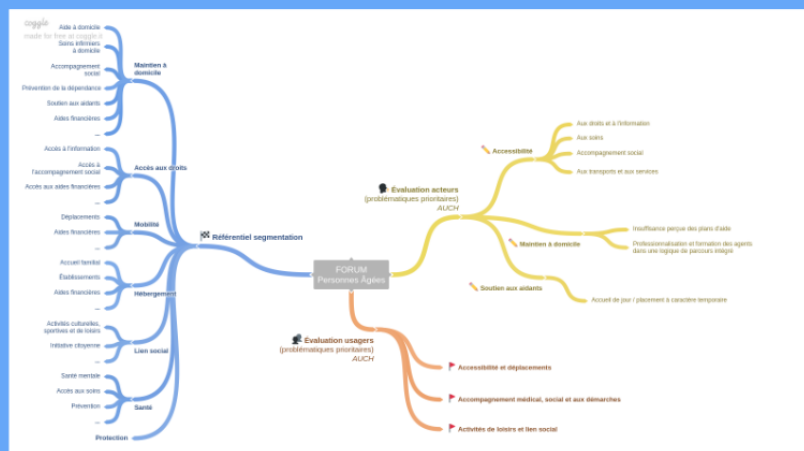 coggle
made for free at coggle.it
Aide à domicile
Soins infirmiers
à domicile
Accompagnement
social
Prévention de la dépendance
Soutien aux aidants
Aides financières
...
Maintien à
domicile
Accès à l'information
Accès à
l'accompagnement social
Accès aux aides financières
...
Accès aux droits
Déplacements
Aides financières
...
Mobilité
Accueil familial
Établissements
Aides financières
...
Hébergement
Activités culturelles,
sportives et de loisirs
Initiative citoyenne
...
Lien social
Santé mentale
Accès aux soins
Prévention
...
Santé
Protection
Référentiel segmentation
FORUM
Personnes Âgées
Évaluation acteurs
(problématiques prioritaires)
AUCH
Accessibilité
Aux droits et à l'information
Aux soins
Accompagnement social
Aux transports et aux services
Maintien à domicile
Insuffisance perçue des plans d'aide
Professionnalisation et formation des agents
dans une logique de parcours intégré
Soutien aux aidants
Accueil de jour / placement à caractère temporaire
Évaluation usagers
(problématiques prioritaires)
AUCH
Accessibilité et déplacements
Accompagnement médical, social et aux démarches
Activités de loisirs et lien social